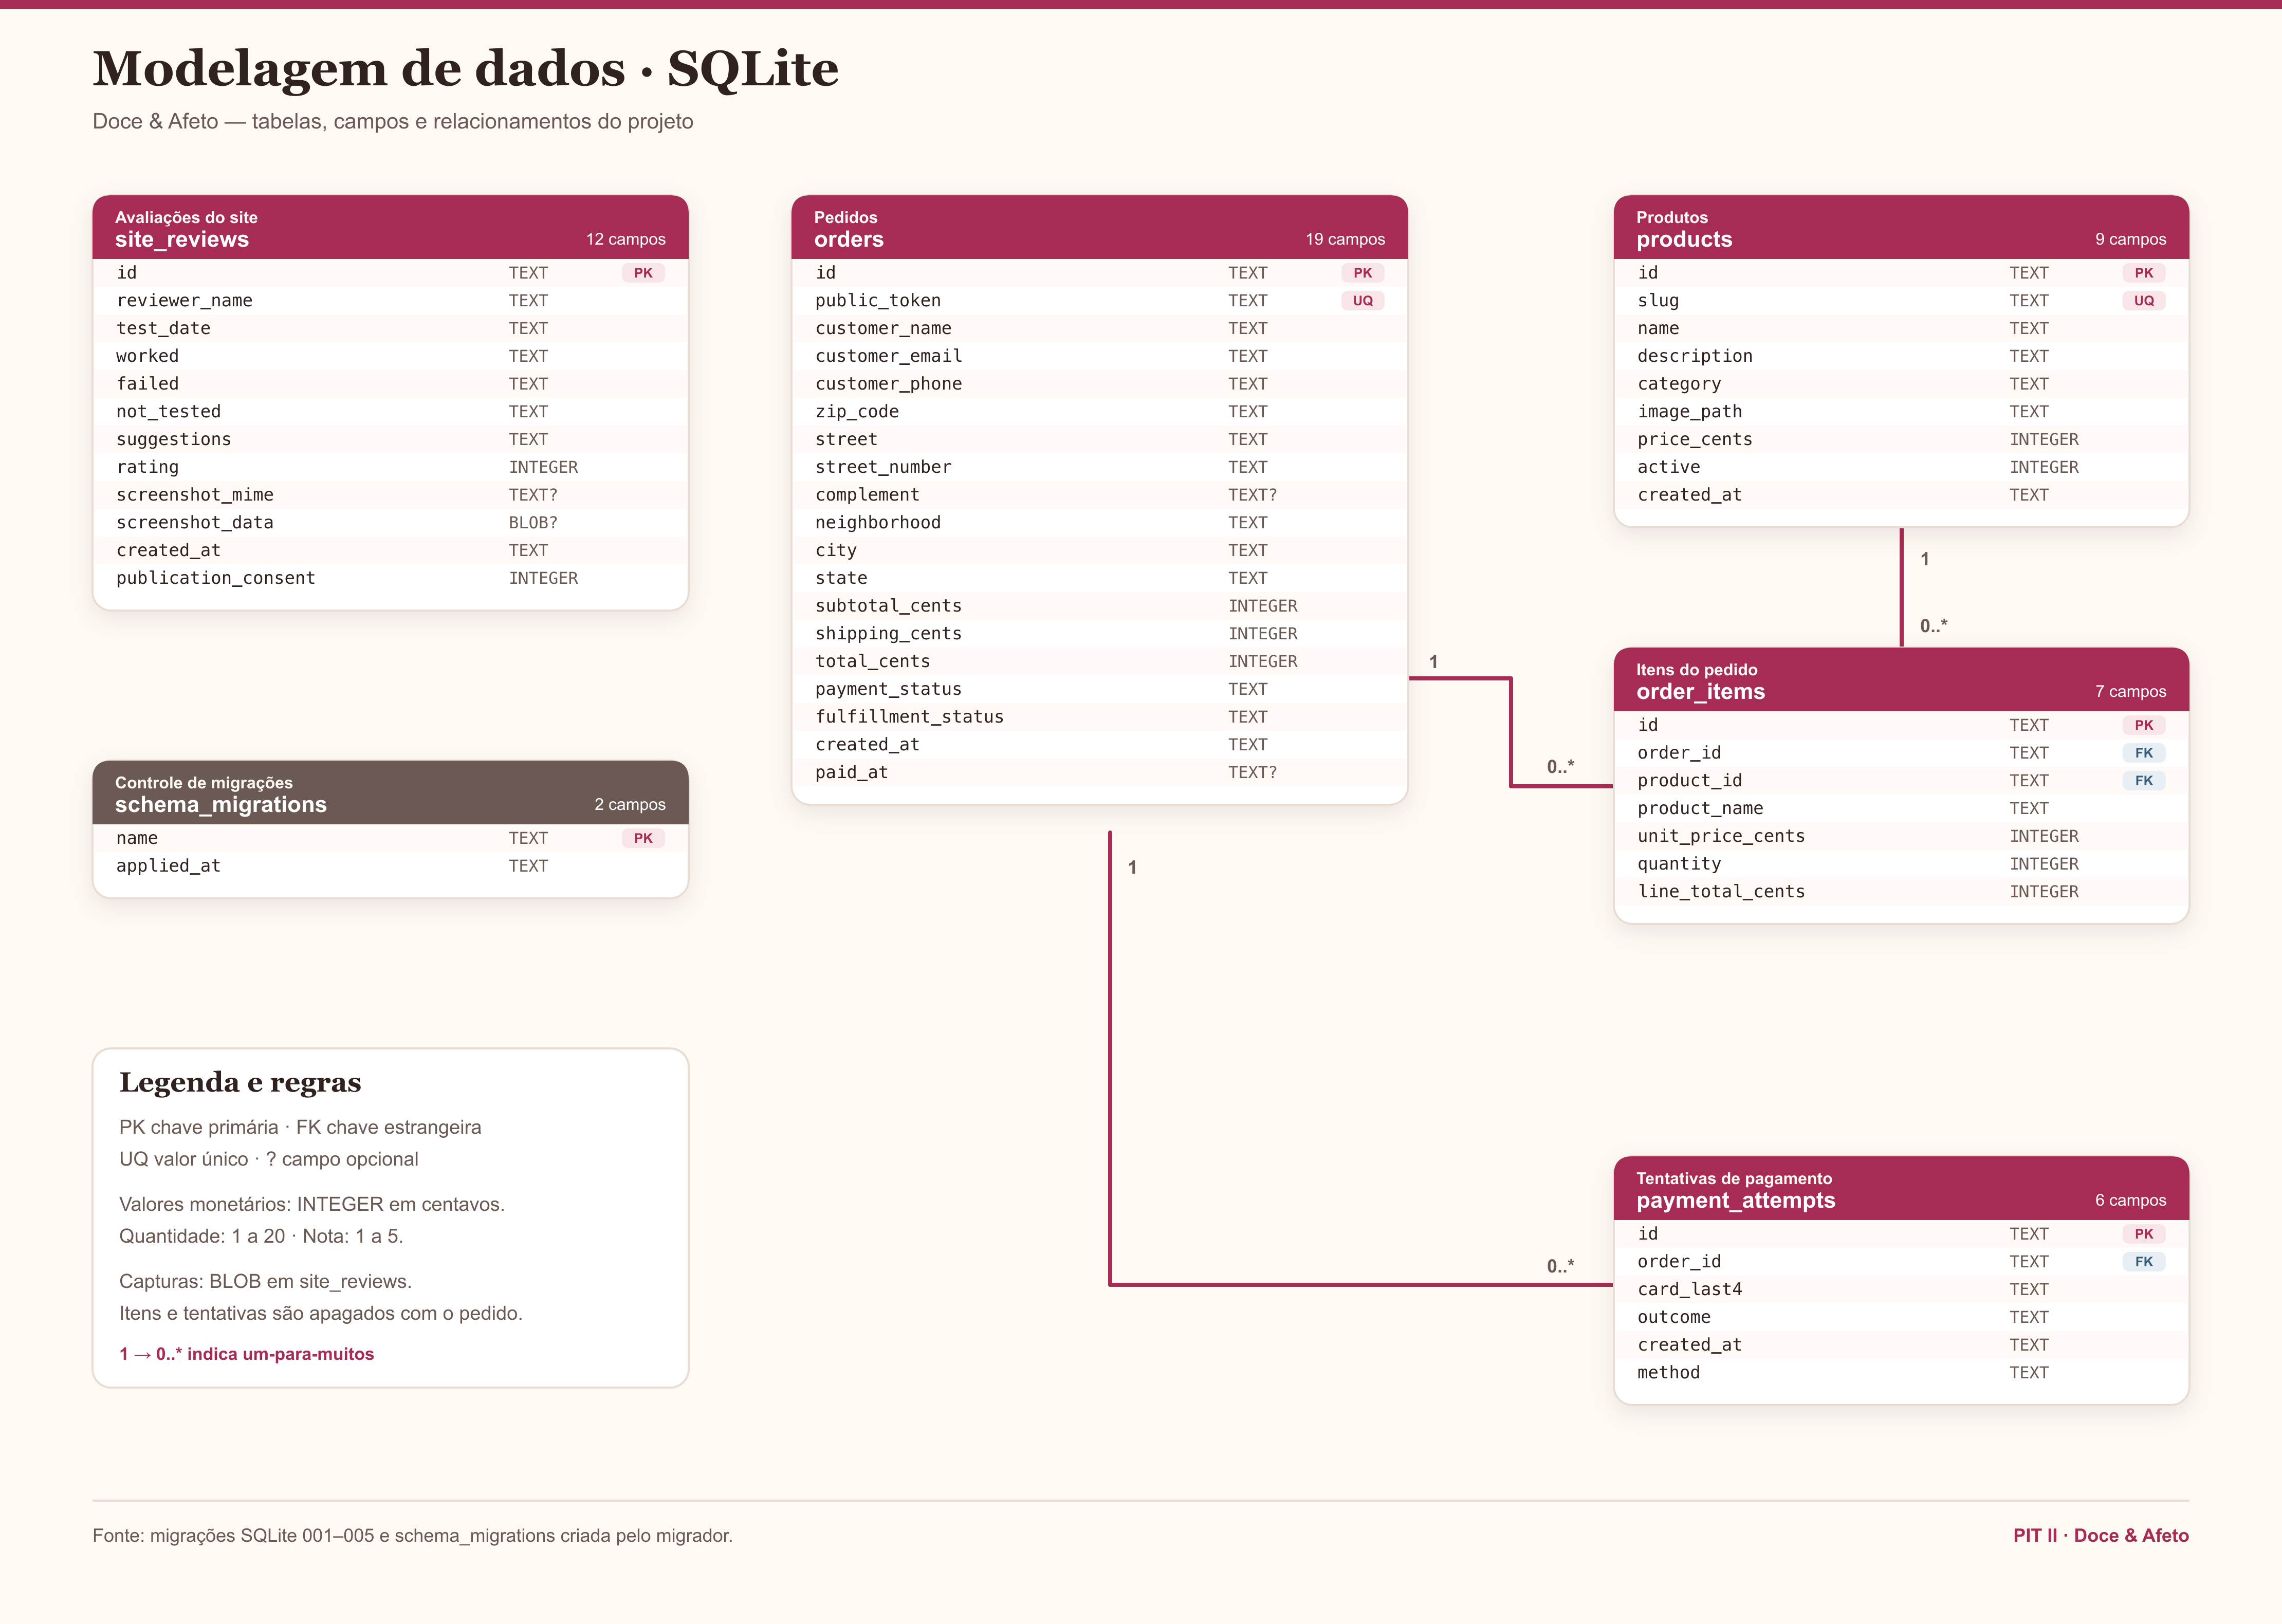 Modelagem de dados · SQLite
Doce & Afeto — tabelas, campos e relacionamentos do projeto
Avaliações do site
site_reviews 12 campos
id TEXT PK
reviewer_name TEXT
test_date TEXT
worked TEXT
failed TEXT
not_tested TEXT
suggestions TEXT
rating INTEGER
screenshot_mime TEXT?
screenshot_data BLOB?
created_at TEXT
publication_consent INTEGER
Controle de migrações
schema_migrations 2 campos
name TEXT PK
applied_at TEXT
Legenda e regras
PK chave primária · FK chave estrangeira
UQ valor único · ? campo opcional
Valores monetários: INTEGER em centavos.
Quantidade: 1 a 20 · Nota: 1 a 5.
Capturas: BLOB em site_reviews.
Itens e tentativas são apagados com o pedido.
1 → 0..* indica um-para-muitos
Pedidos
orders 19 campos
id TEXT PK
public_token TEXT UQ
customer_name TEXT
customer_email TEXT
customer_phone TEXT
zip_code TEXT
street TEXT
street_number TEXT
complement TEXT?
neighborhood TEXT
city TEXT
state TEXT
subtotal_cents INTEGER
shipping_cents INTEGER
total_cents INTEGER
payment_status TEXT
fulfillment_status TEXT
created_at TEXT
paid_at TEXT?
1
0..*
1
0..*
Produtos
products 9 campos
id TEXT PK
slug TEXT UQ
name TEXT
description TEXT
category TEXT
image_path TEXT
price_cents INTEGER
active INTEGER
created_at TEXT
1
0..*
Itens do pedido
order_items 7 campos
id TEXT PK
order_id TEXT FK
product_id TEXT FK
product_name TEXT
unit_price_cents INTEGER
quantity INTEGER
line_total_cents INTEGER
Tentativas de pagamento
payment_attempts 6 campos
id TEXT PK
order_id TEXT FK
card_last4 TEXT
outcome TEXT
created_at TEXT
method TEXT
Fonte: migrações SQLite 001–005 e schema_migrations criada pelo migrador.
PIT II · Doce & Afeto